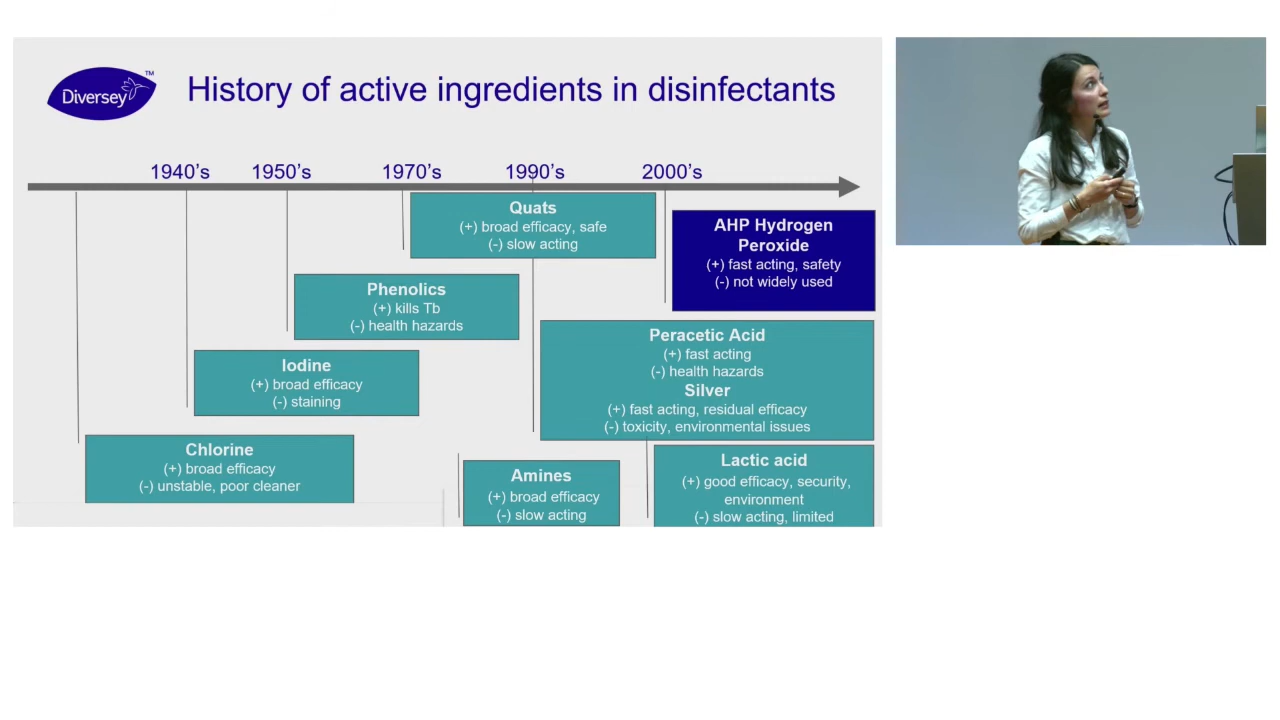 Diversey™
History of active ingredients in disinfectants
1940’s 1950’s 1970’s 1990’s 2000’s
Quats
(+) broad efficacy, safe
(-) slow acting
AHP Hydrogen
Peroxide
(+) fast acting, safety
(-) not widely used
Phenolics
(+) kills Tb
(-) health hazards
Peracetic Acid
(+) fast acting
(-) health hazards
Silver
(+) fast acting, residual efficacy
(-) toxicity, environmental issues
Iodine
(+) broad efficacy
(-) staining
Chlorine
(+) broad efficacy
(-) unstable, poor cleaner
Amines
(+) broad efficacy
(-) slow acting
Lactic acid
(+) good efficacy, security,
environment
(-) slow acting, limited